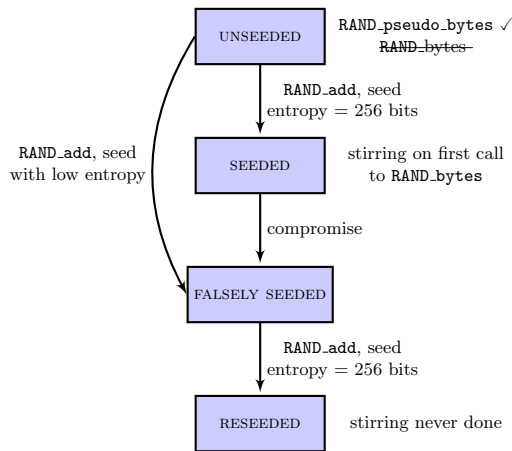 UNSEEDED
RAND_pseudo_bytes ✓
RAND_bytes
RAND_add, seed
entropy = 256 bits
RAND_add, seed
with low entropy
SEEDED
stirring on first call
to RAND_bytes
compromise
FALSELY SEEDED
RAND_add, seed
entropy = 256 bits
RESEEDED
stirring never done